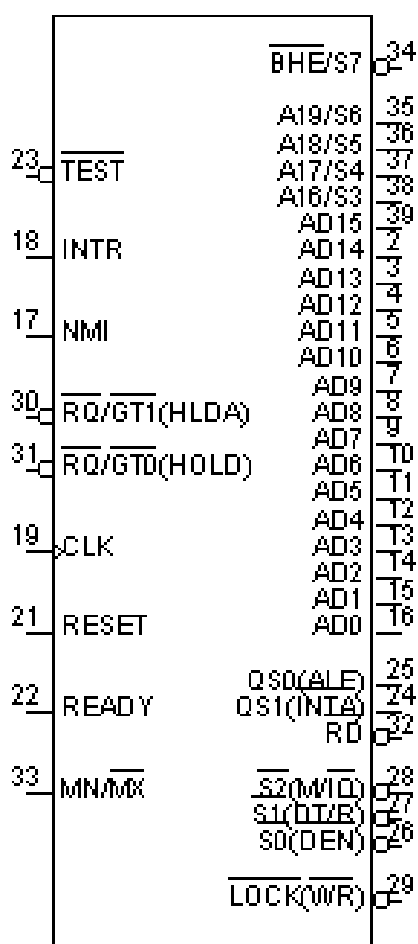 23 TEST
18 INTR
17 NMI
30 RQ/GT1(HLDA)
31 RQ/GT0(HOLD)
19 CLK
21 RESET
22 READY
33 MN/MX
BHE/S7 34
A19/S6 35
A18/S5 36
A17/S4 37
A16/S3 38
AD15 39
AD14 2
AD13 3
AD12 4
AD11 5
AD10 6
AD9 7
AD8 8
AD7 9
AD6 10
AD5 11
AD4 12
AD3 13
AD2 14
AD1 15
AD0 16
QS0(ALE) 25
QS1(INTA) 24
RD 32
S2(M/IO) 28
S1(DT/R) 27
S0(DEN) 26
LOCK(WR) 29